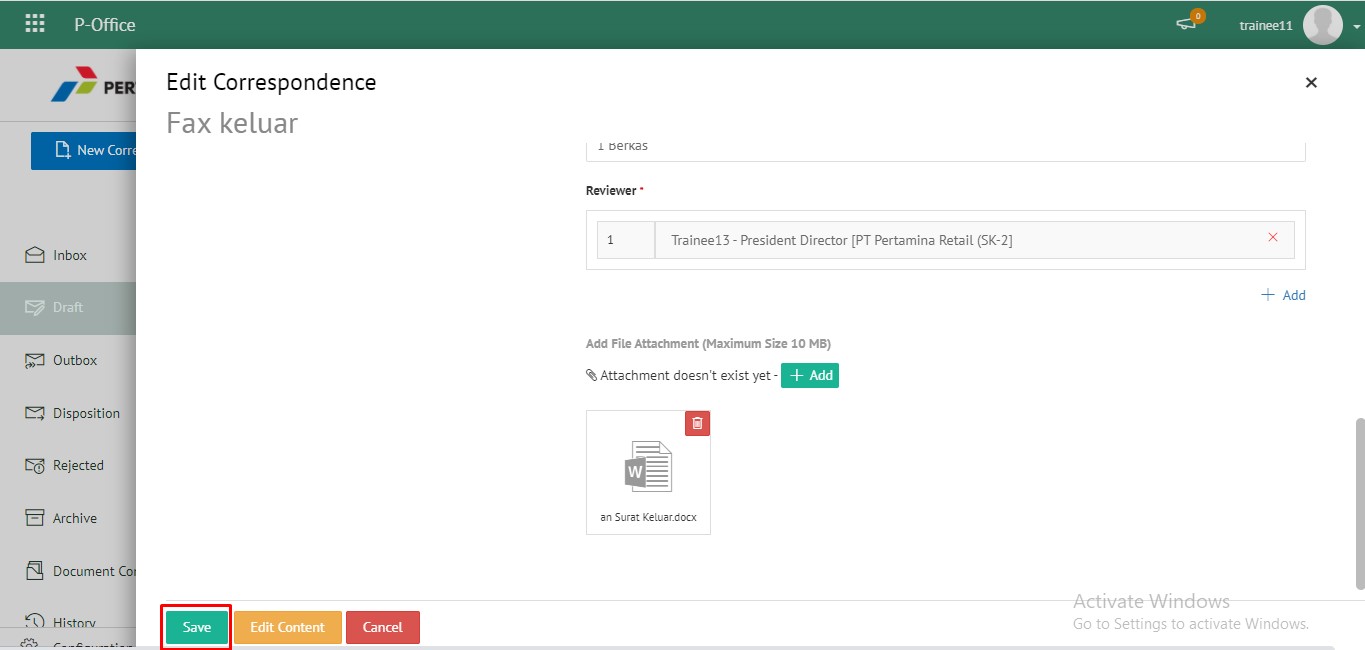 P-Office
0
trainee11
PER
Edit Correspondence
Fax keluar
New Corre
1 Berkas
Reviewer *
1
Trainee13 - President Director [PT Pertamina Retail (SK-2]
+ Add
Inbox
Draft
Outbox
Disposition
Rejected
Archive
Document Cor
History
Configuration
Add File Attachment (Maximum Size 10 MB)
Attachment doesn't exist yet - + Add
W
an Surat Keluar.docx
Save
Edit Content
Cancel
Activate Windows
Go to Settings to activate Windows.